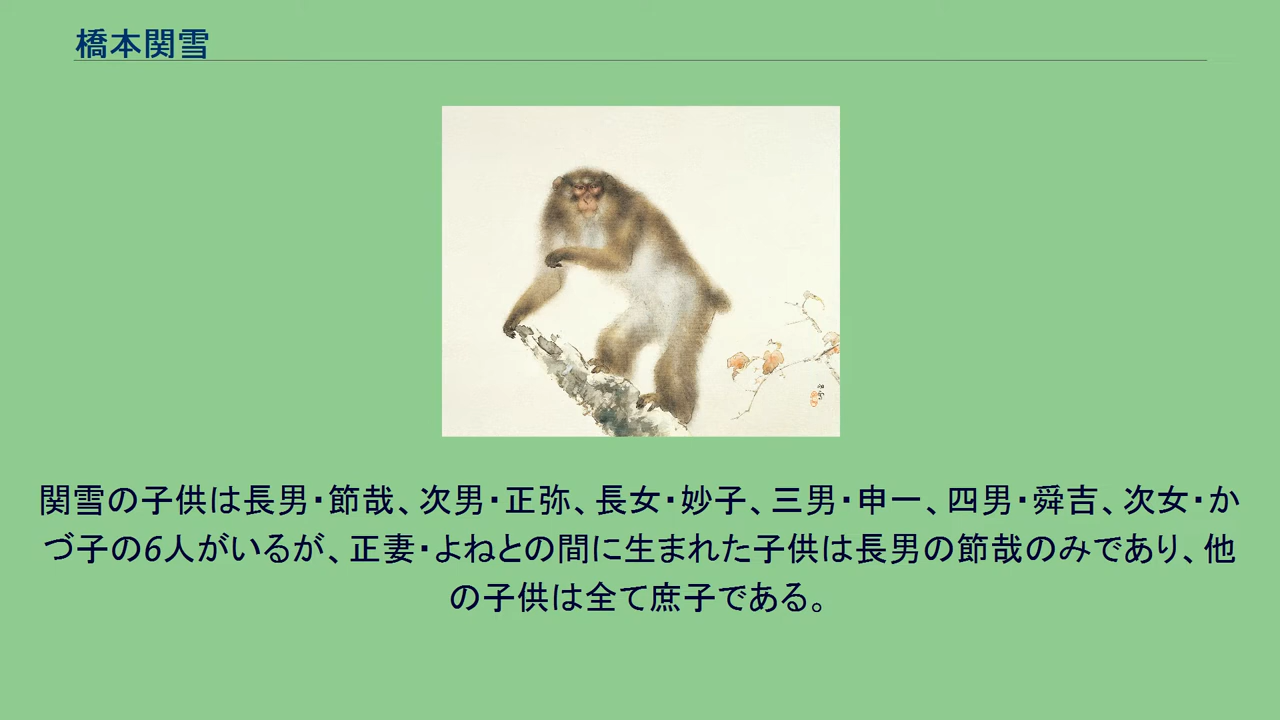 橋本関雪
関雪の子供は長男・節哉、次男・正弥、長女・妙子、三男・申一、四男・舜吉、次女・か
づ子の6人がいるが、正妻・よねとの間に生まれた子供は長男の節哉のみであり、他
の子供は全て庶子である。